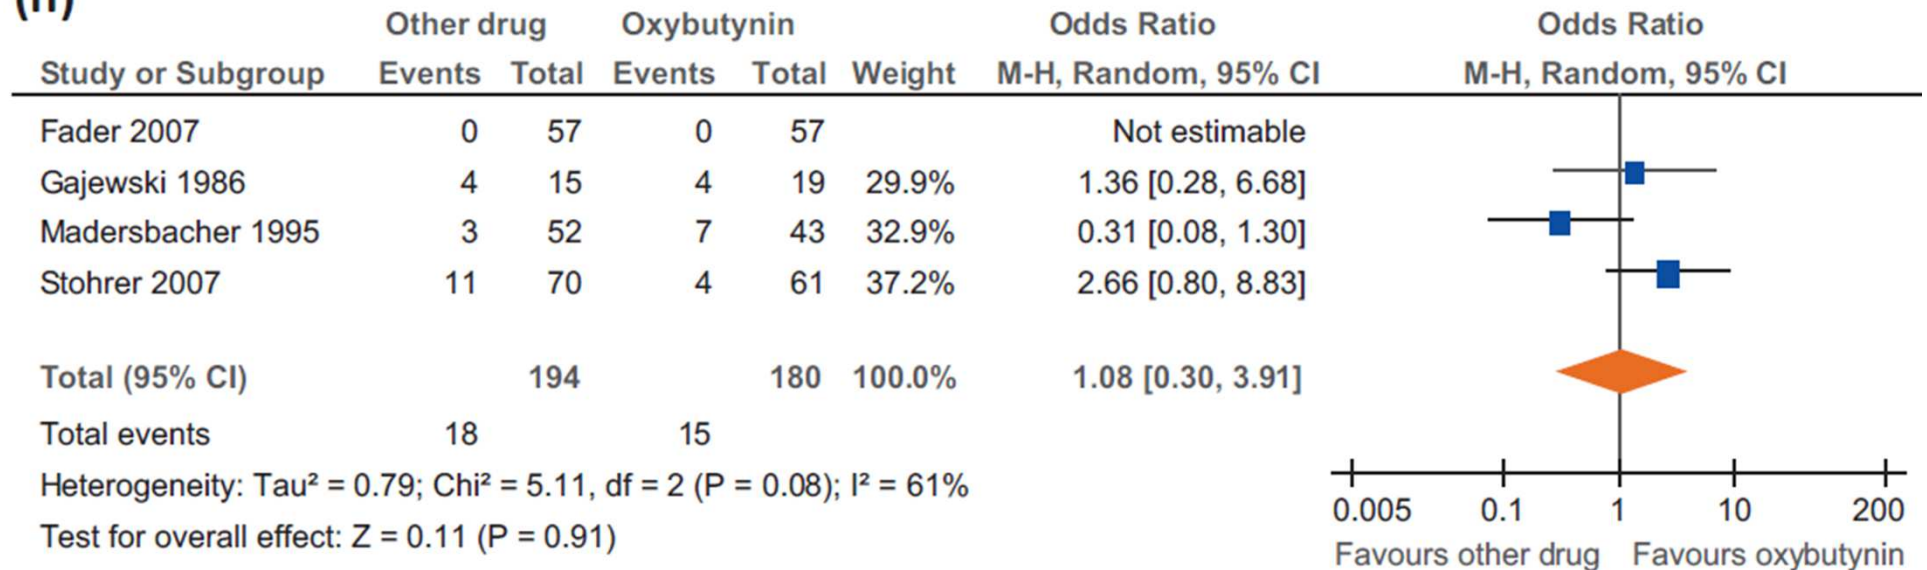 Other drug Oxybutynin Odds Ratio Odds Ratio
Study or Subgroup Events Total Events Total Weight M-H, Random, 95% CI M-H, Random, 95% CI
Fader 2007 0 57 0 57 Not estimable
Gajewski 1986 4 15 4 19 29.9% 1.36 [0.28, 6.68]
Madersbacher 1995 3 52 7 43 32.9% 0.31 [0.08, 1.30]
Stohrer 2007 11 70 4 61 37.2% 2.66 [0.80, 8.83]
Total (95% CI) 194 180 100.0% 1.08 [0.30, 3.91]
Total events 18 15
Heterogeneity: Tau² = 0.79; Chi² = 5.11, df = 2 (P = 0.08); I² = 61%
Test for overall effect: Z = 0.11 (P = 0.91)
0.005 0.1 1 10 200
Favours other drug Favours oxybutynin